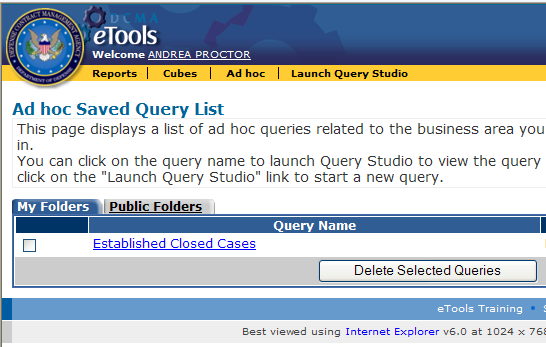 DCMA
eTools
Welcome ANDREA PROCTOR
DEFENSE CONTRACT MANAGEMENT AGENCY
DEPARTMENT OF DEFENSE
Reports | Cubes | Ad hoc | Launch Query Studio
Ad hoc Saved Query List
This page displays a list of ad hoc queries related to the business area you
in.
You can click on the query name to launch Query Studio to view the query
click on the "Launch Query Studio" link to start a new query.
My Folders Public Folders
Query Name
Established Closed Cases
Delete Selected Queries
eTools Training • S
Best viewed using Internet Explorer v6.0 at 1024 x 768